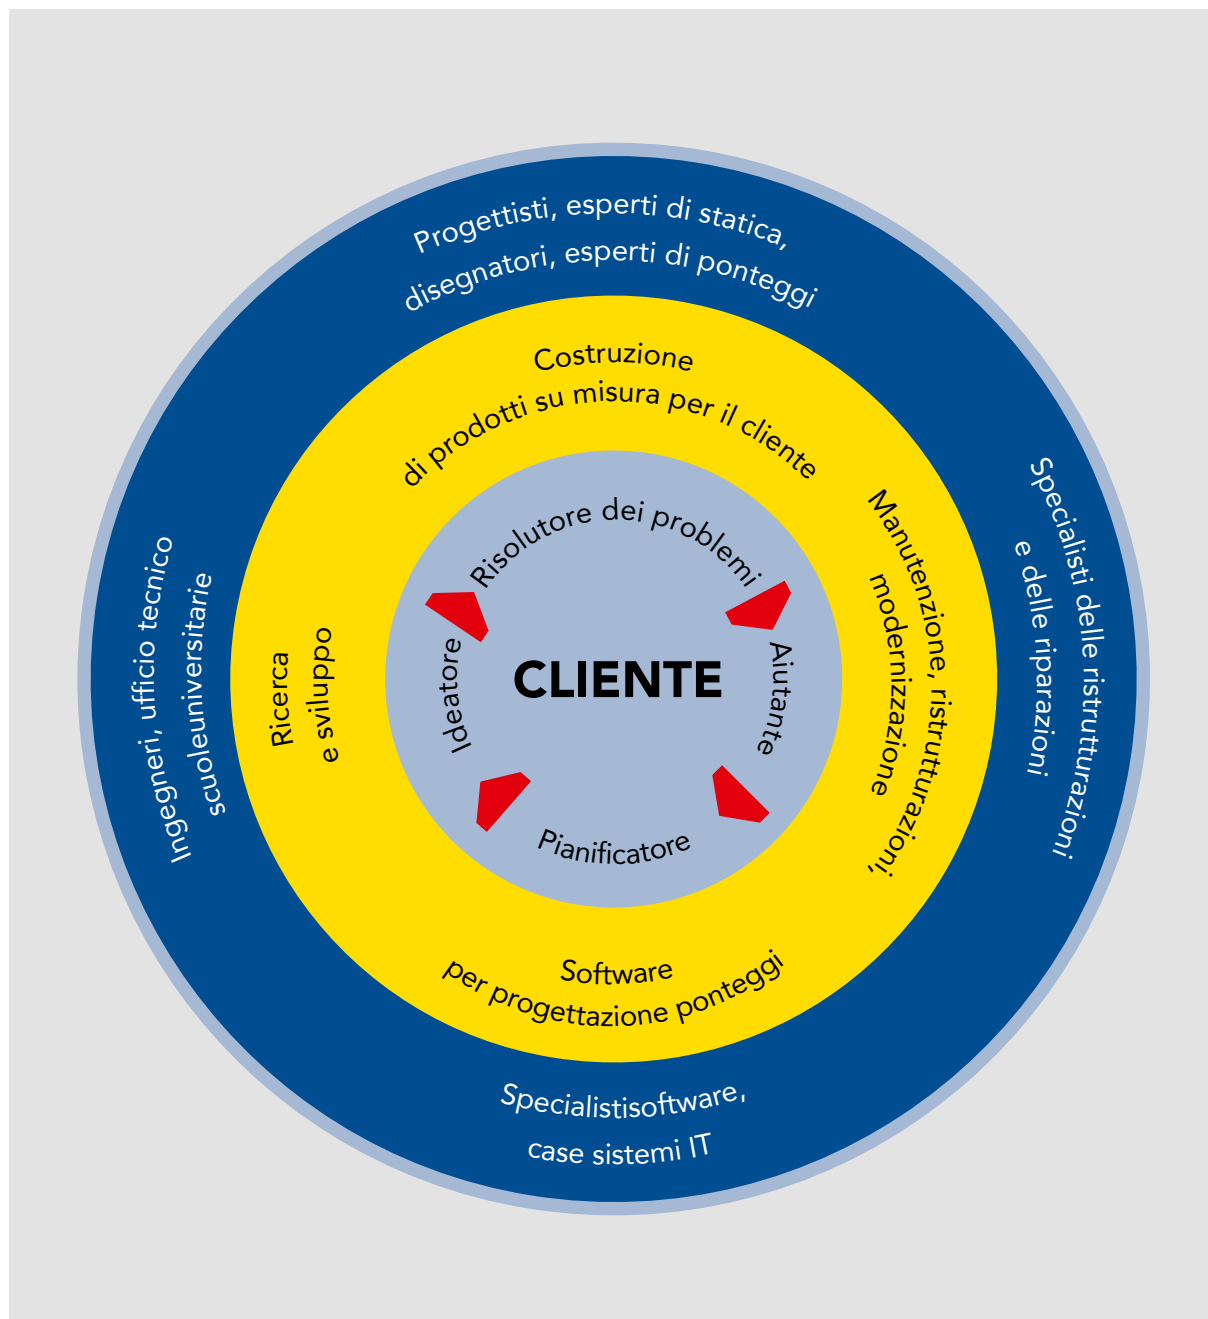 Progettisti, esperti di statica,
disegnatori, esperti di ponteggi
Costruzione
di prodotti su misura per il cliente
Risolutore dei problemi
Specialisti delle ristrutturazioni
e delle riparazioni
Manutenzione, ristrutturazioni,
modernizzazione
Ingegneri, ufficio tecnico
scuoleuniversitarie
Ricerca
e sviluppo
Ideatore
CLIENTE
Aiutante
Pianificatore
Software
per progettazione ponteggi
Specialistisoftware,
case sistemi IT